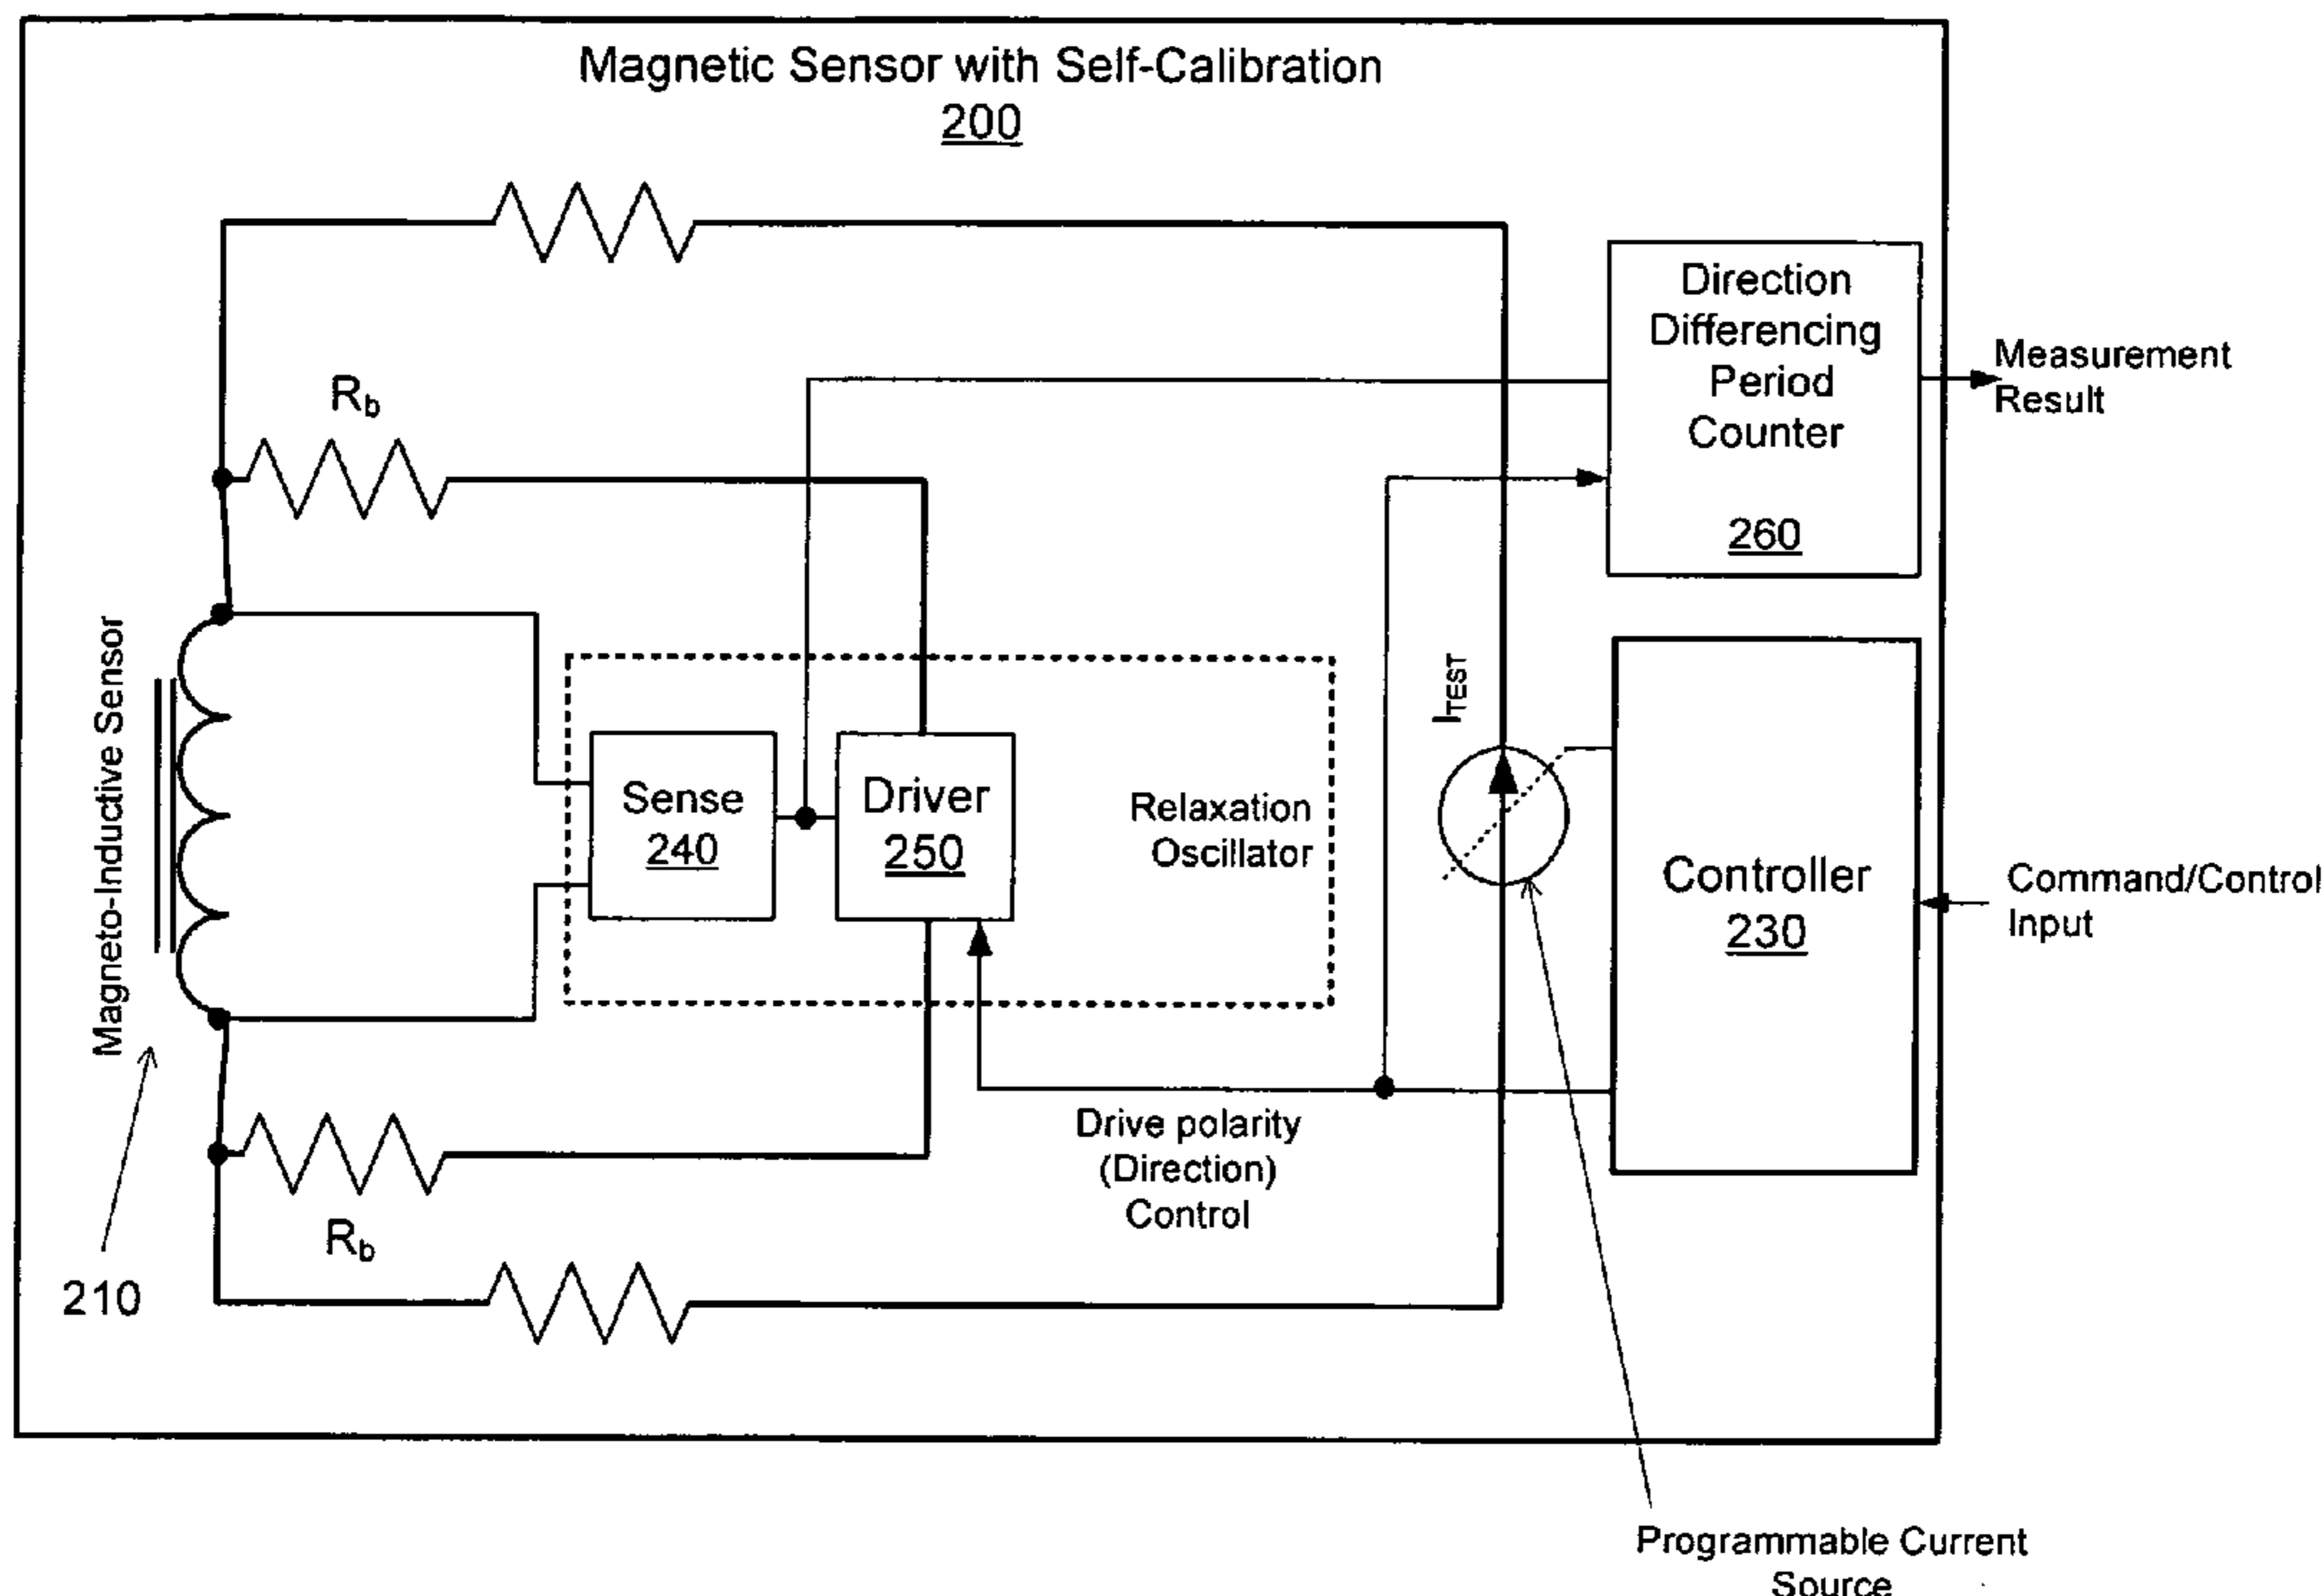 Magnetic Sensor with Self-Calibration
200
Direction
Differencing
Period
Counter
260
Measurement
Result
Rb
Magneto-Inductive Sensor
ITEST
Sense
240
Driver
250
Relaxation
Oscillator
Controller
230
Command/Control
Input
Drive polarity
(Direction)
Control
Rb
210
Programmable Current
Source